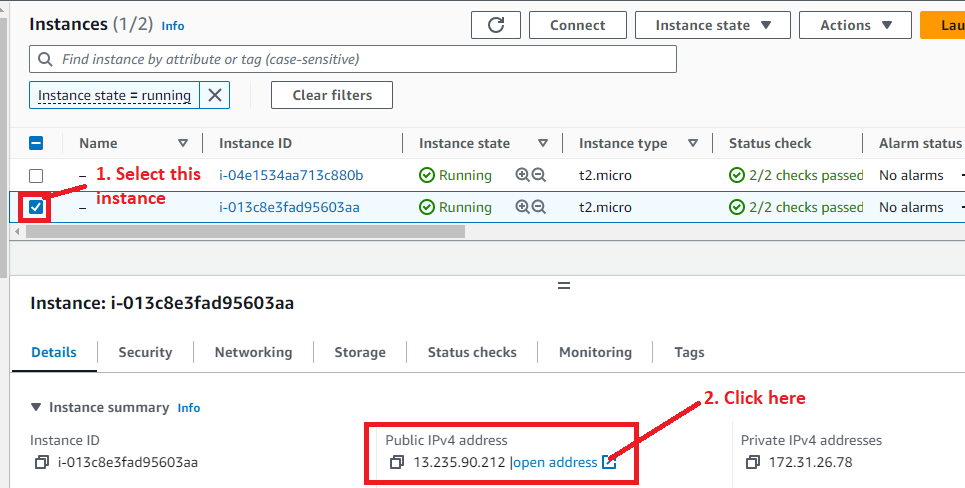 Instances (1/2) Info
Connect
Instance state
Actions
Lau
Find instance by attribute or tag (case-sensitive)
Instance state = running
Clear filters
Name
Instance ID
Instance state
Instance type
Status check
Alarm status
– i-04e1534aa713c880b Running t2.micro 2/2 checks passed No alarms
1. Select this
instance
– i-013c8e3fad95603aa Running t2.micro 2/2 checks passed No alarms
Instance: i-013c8e3fad95603aa
Details Security Networking Storage Status checks Monitoring Tags
2. Click here
Instance summary Info
Instance ID
i-013c8e3fad95603aa
Public IPv4 address
13.235.90.212 |open address
Private IPv4 addresses
172.31.26.78